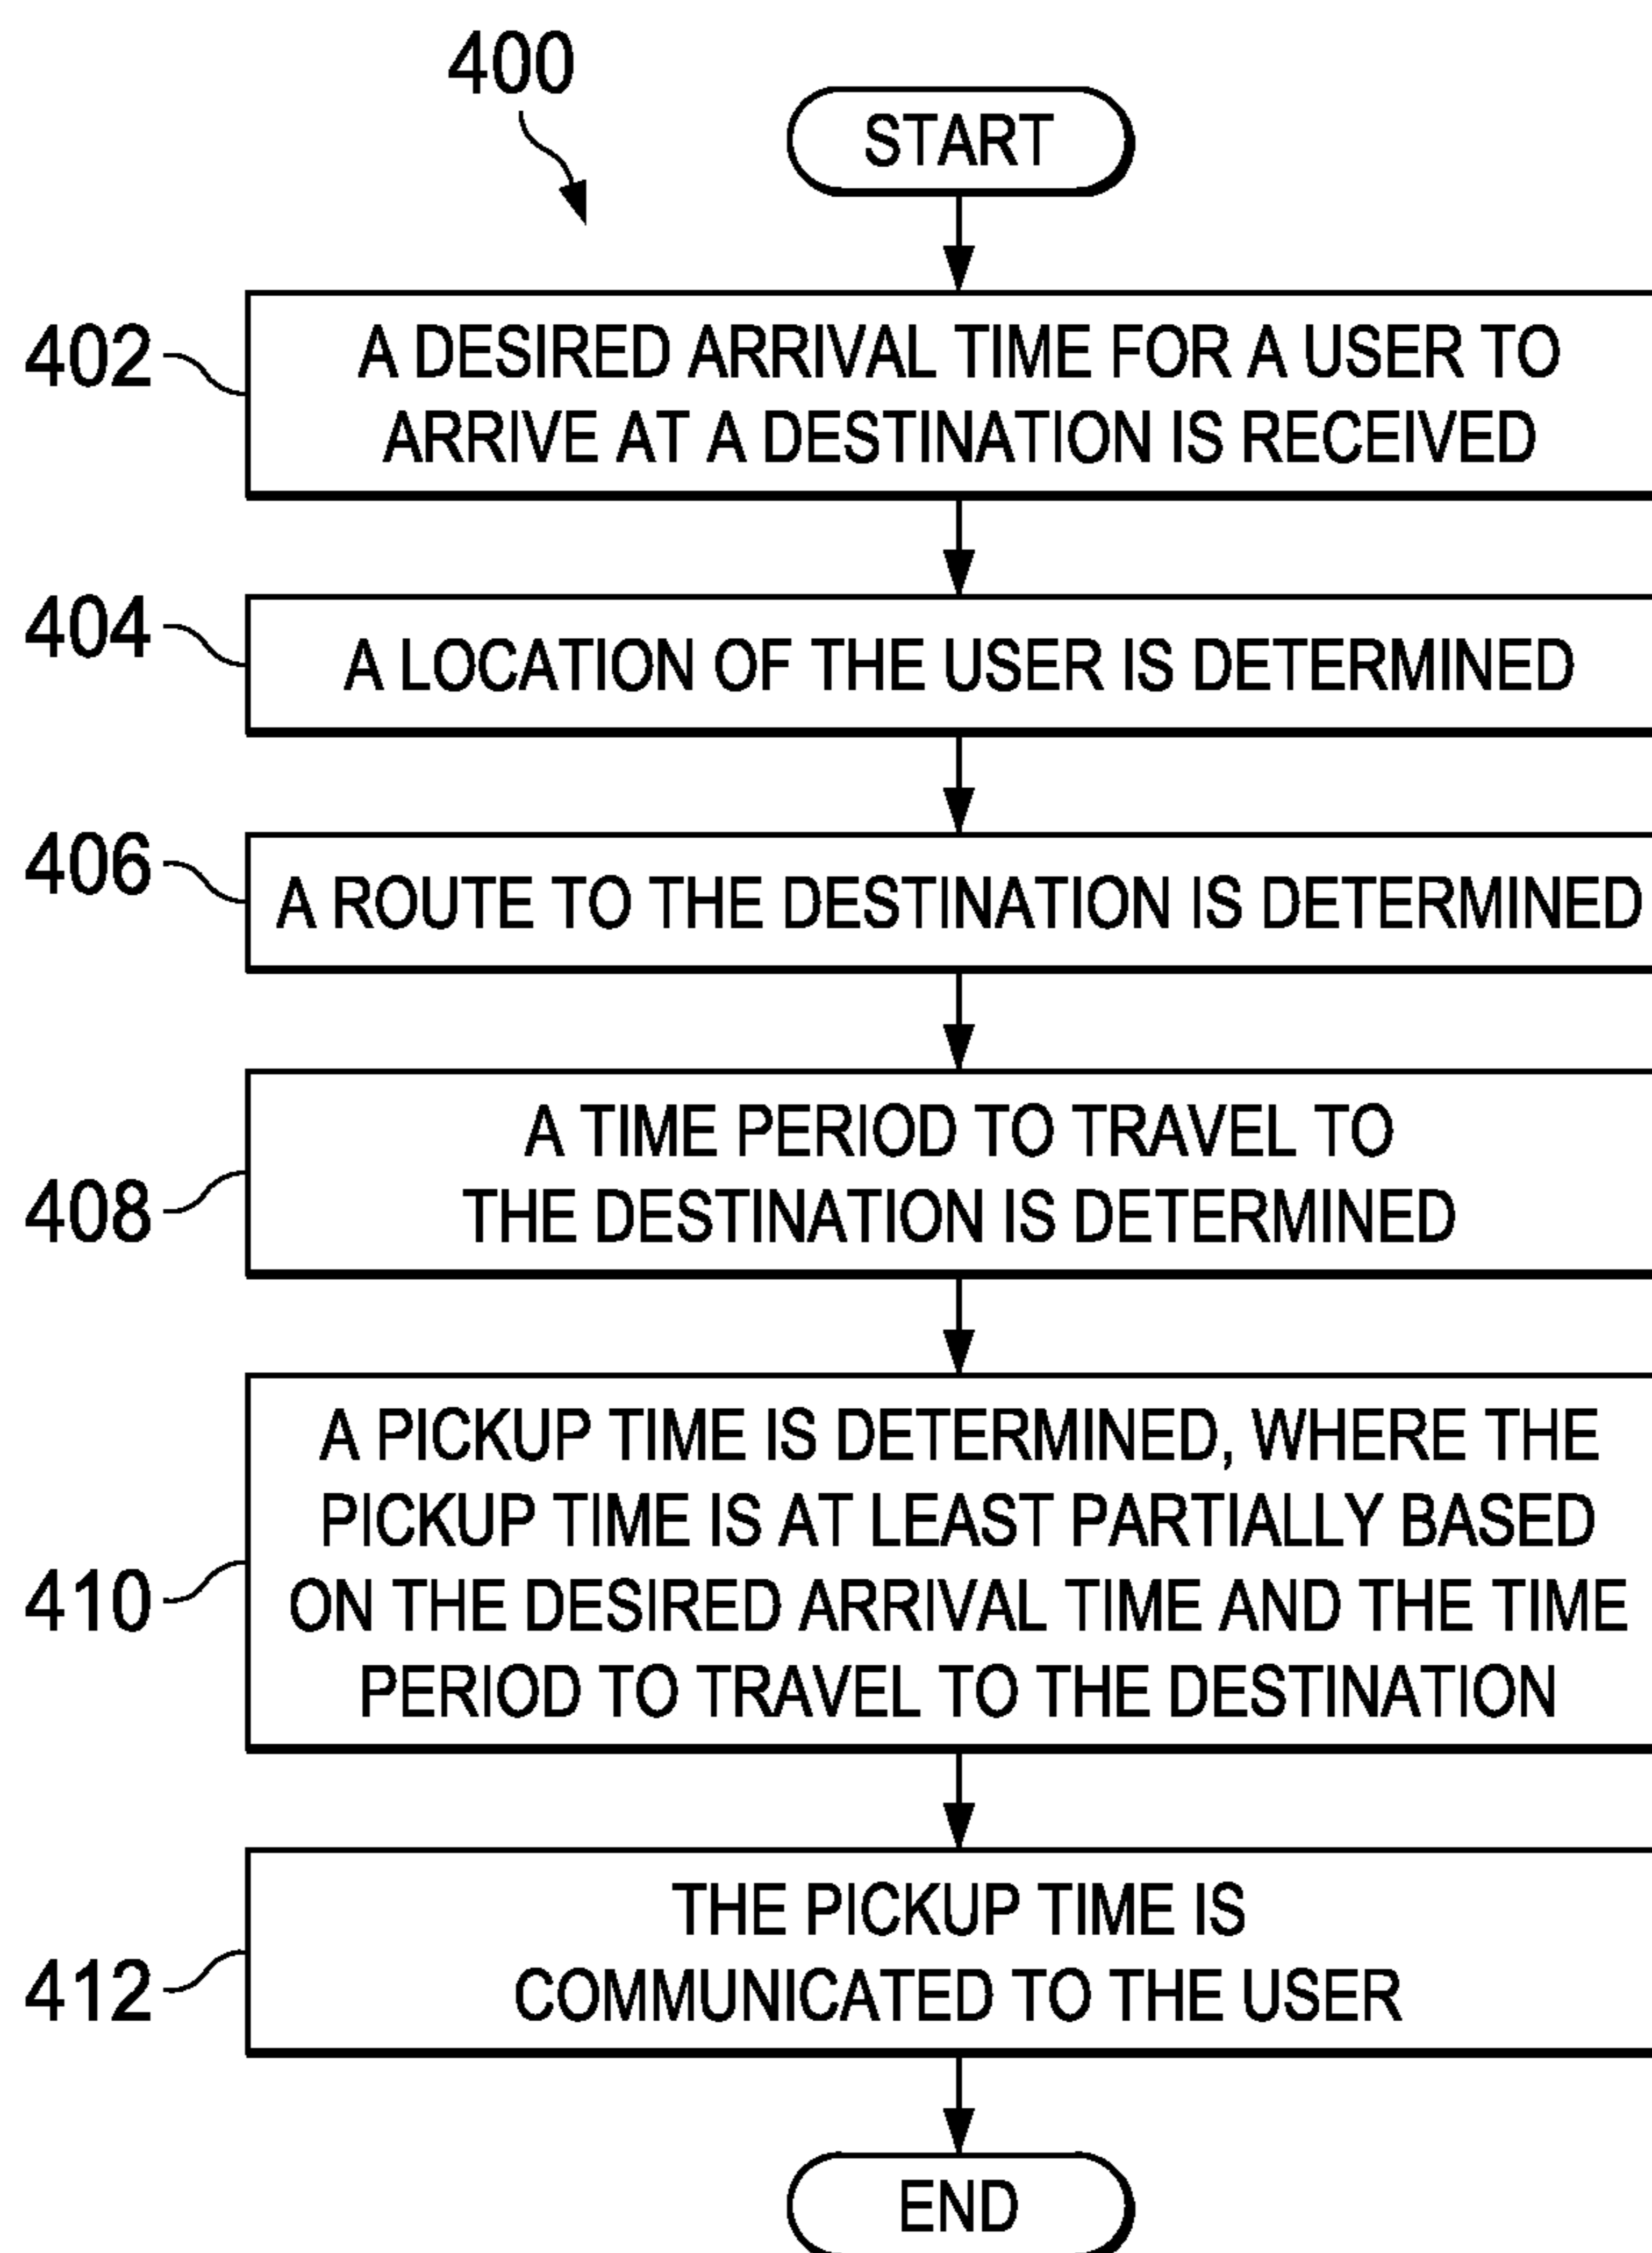 400
START
402
A DESIRED ARRIVAL TIME FOR A USER TO
ARRIVE AT A DESTINATION IS RECEIVED
404
A LOCATION OF THE USER IS DETERMINED
406
A ROUTE TO THE DESTINATION IS DETERMINED
408
A TIME PERIOD TO TRAVEL TO
THE DESTINATION IS DETERMINED
410
A PICKUP TIME IS DETERMINED, WHERE THE
PICKUP TIME IS AT LEAST PARTIALLY BASED
ON THE DESIRED ARRIVAL TIME AND THE TIME
PERIOD TO TRAVEL TO THE DESTINATION
412
THE PICKUP TIME IS
COMMUNICATED TO THE USER
END